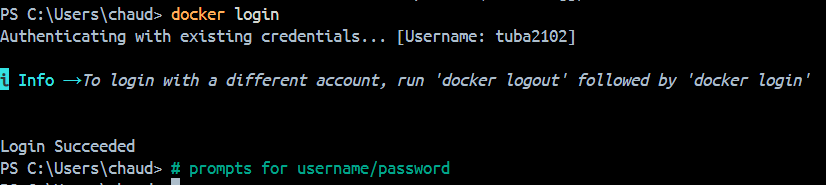 PS C:\Users\chaud> docker login
Authenticating with existing credentials... [Username: tuba2102]
i Info →To login with a different account, run 'docker logout' followed by 'docker login'
Login Succeeded
PS C:\Users\chaud> # prompts for username/password
PS C:\Users\chaud>